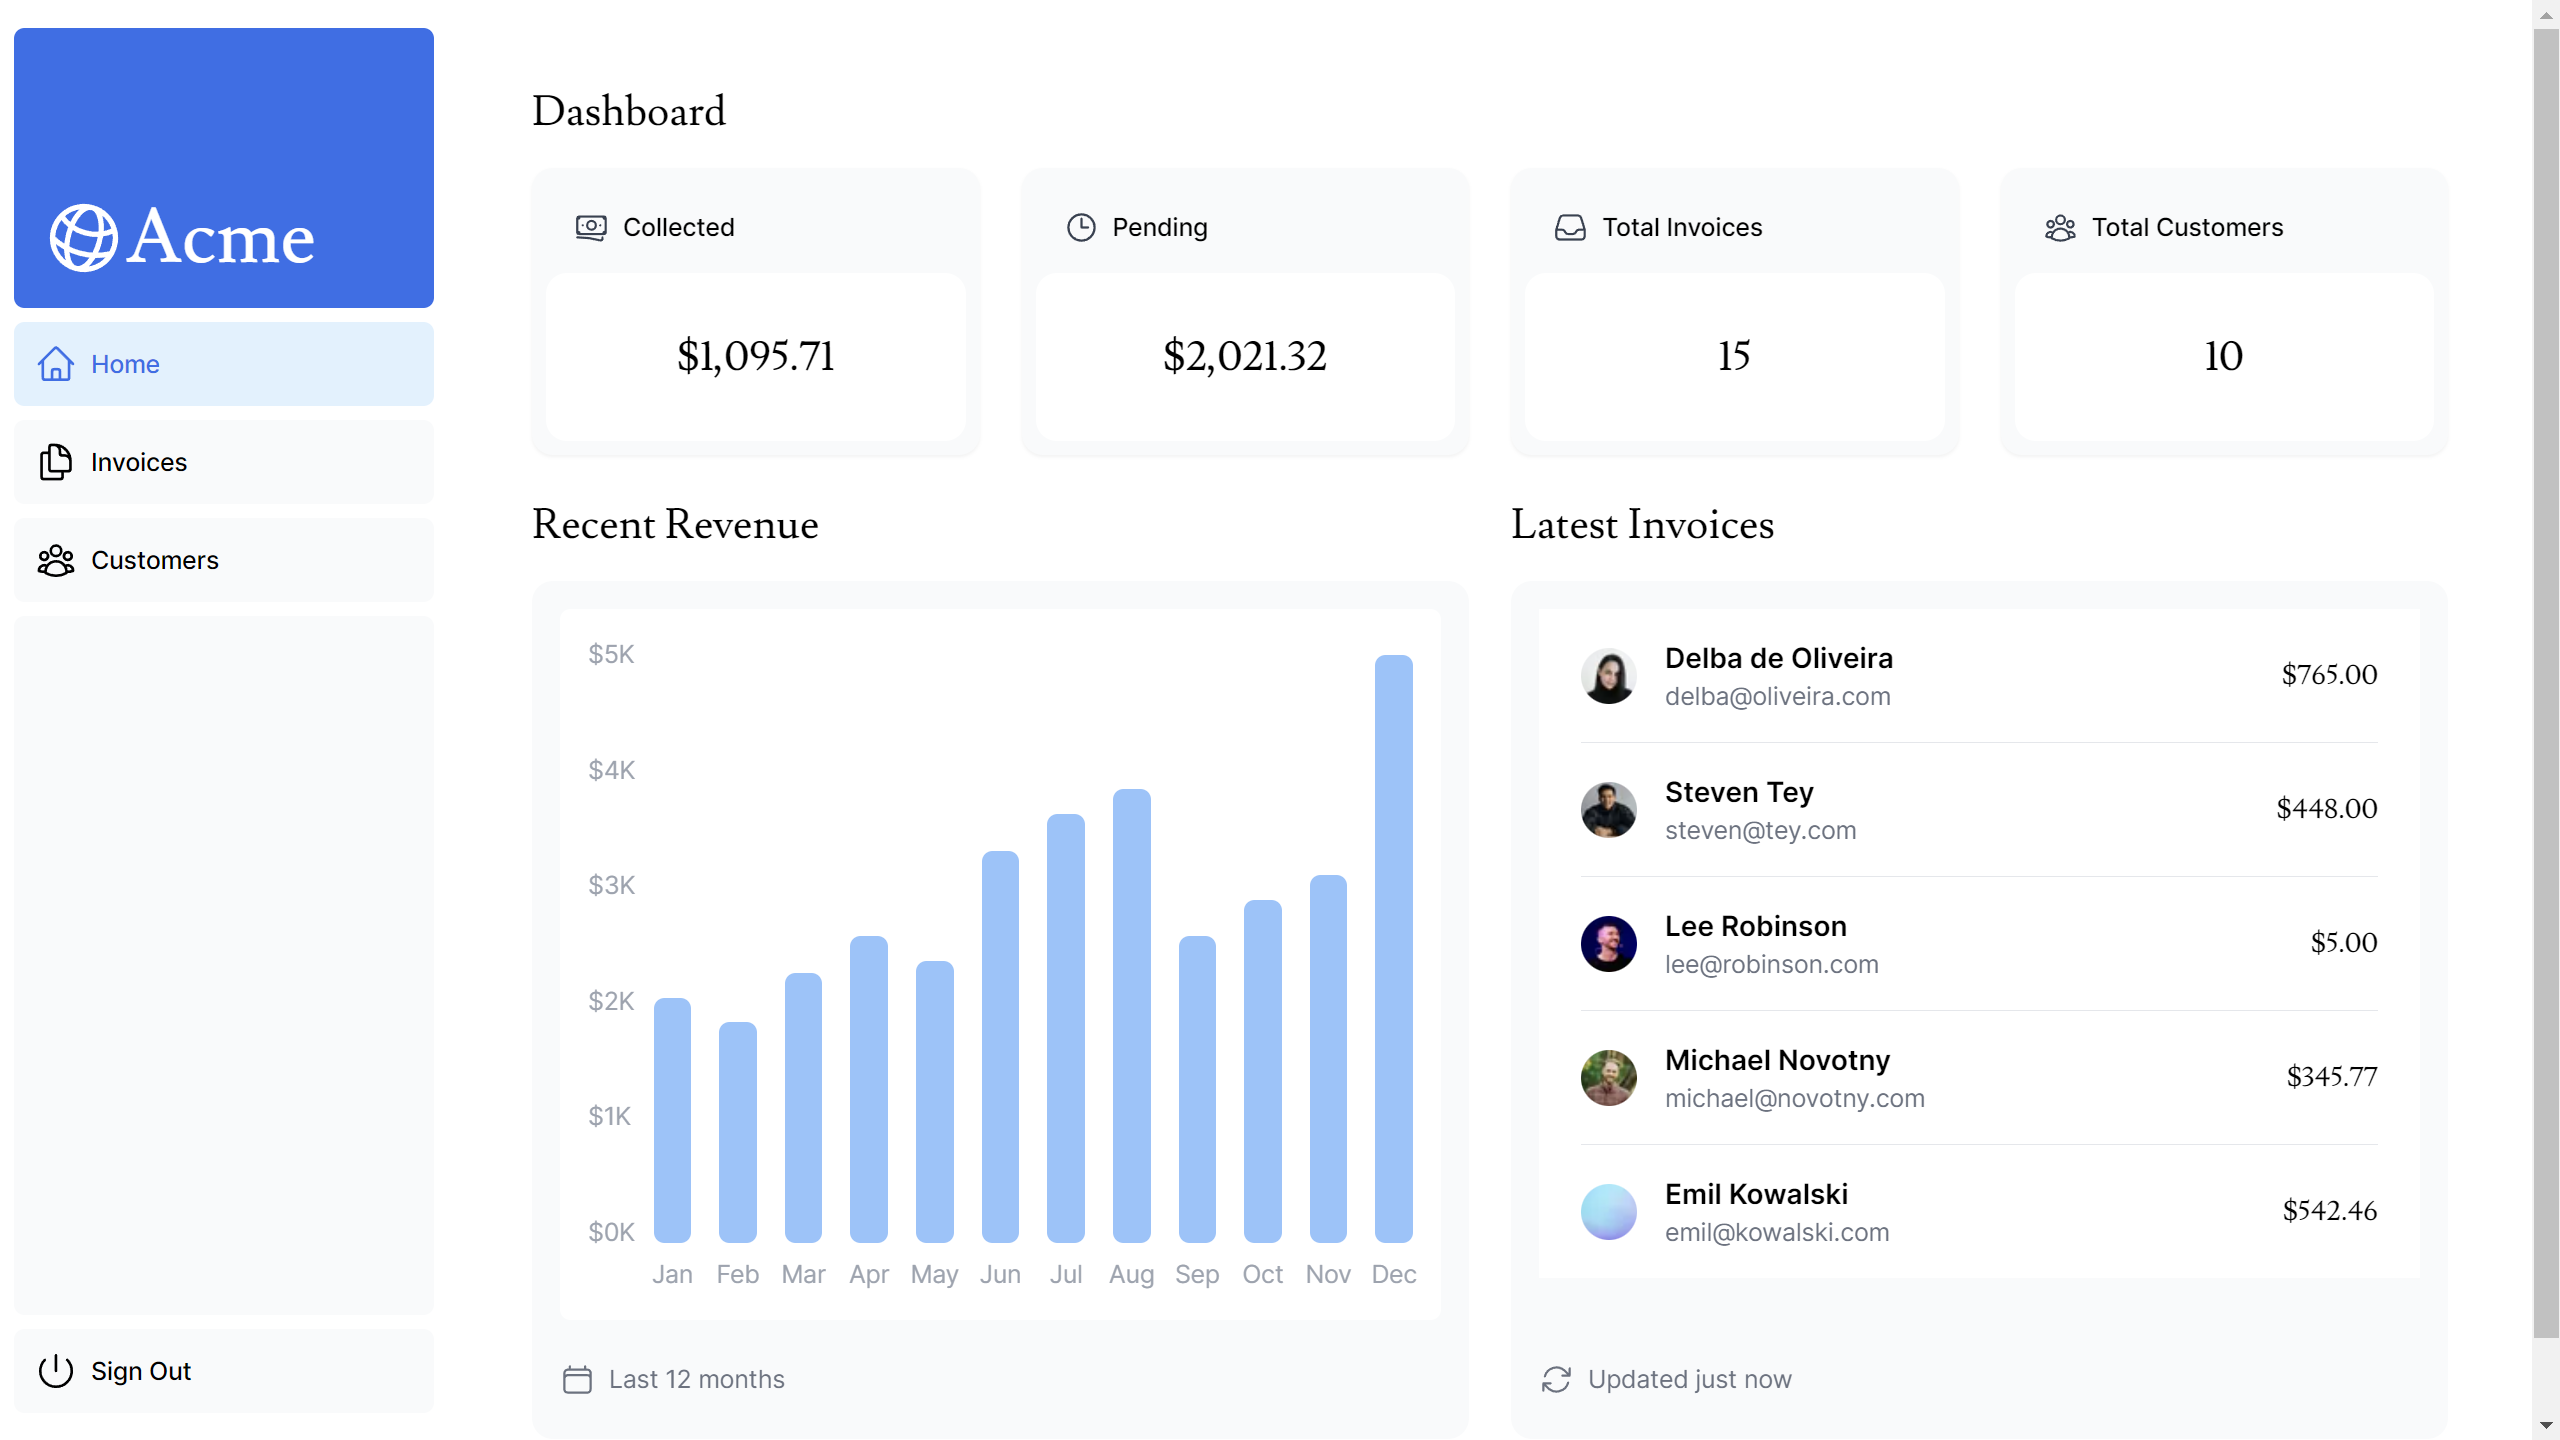 Acme
Home
Invoices
Customers
Sign Out
Dashboard
Collected
$1,095.71
Pending
$2,021.32
Total Invoices
15
Total Customers
10
Recent Revenue
$5K
$4K
$3K
$2K
$1K
$0K
Jan Feb Mar Apr May Jun Jul Aug Sep Oct Nov Dec
Last 12 months
Latest Invoices
Delba de Oliveira
delba@oliveira.com
$765.00
Steven Tey
steven@tey.com
$448.00
Lee Robinson
lee@robinson.com
$5.00
Michael Novotny
michael@novotny.com
$345.77
Emil Kowalski
emil@kowalski.com
$542.46
Updated just now